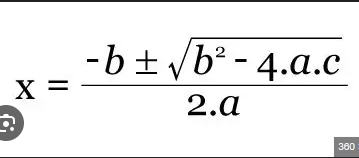 x = -b ± √b² - 4.a.c
2.a
360